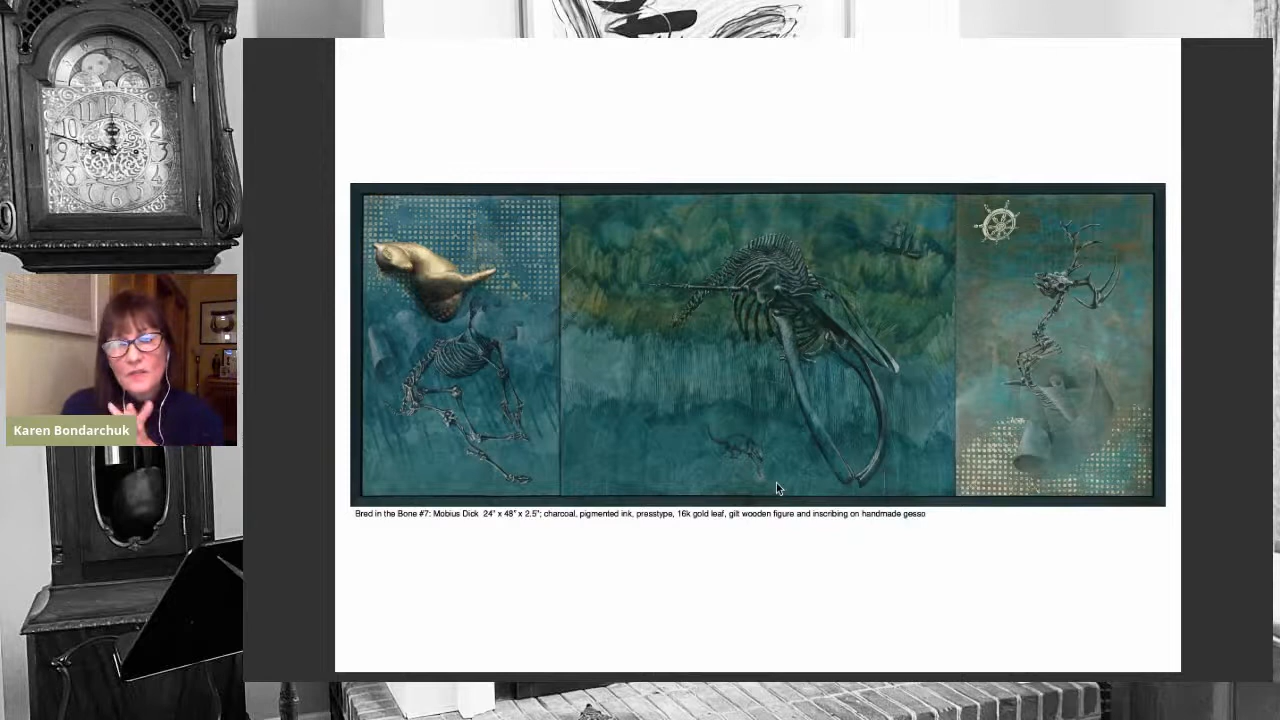 Karen Bondarchuk
Bred in the Bone #7: Mobius Dick 24" x 48" x 2.5"; charcoal, pigmented ink, presstype, 16k gold leaf, gilt wooden figure and inscribing on handmade gesso